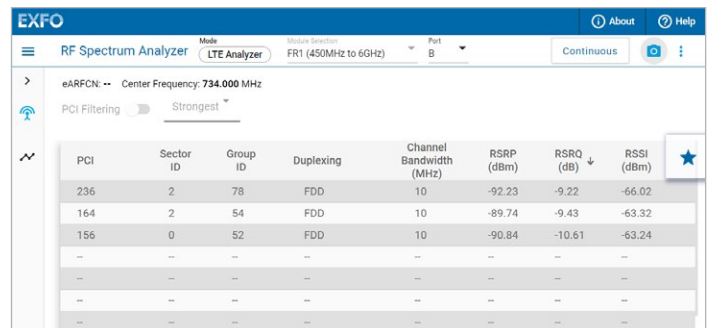 EXFO
About
Help
RF Spectrum Analyzer
Mode
LTE Analyzer
Module Selection
FR1 (450MHz to 6GHz)
Port
B
Continuous
eARFCN: -- Center Frequency: 734.000 MHz
PCI Filtering Strongest
PCI Sector ID Group ID Duplexing Channel Bandwidth (MHz) RSRP (dBm) RSRQ (dB) ↓ RSSI (dBm)
236 2 78 FDD 10 -92.23 -9.22 -66.02
164 2 54 FDD 10 -89.74 -9.43 -63.32
156 0 52 FDD 10 -90.84 -10.61 -63.24
-- -- -- -- -- -- -- --
-- -- -- -- -- -- -- --
-- -- -- -- -- -- -- --
-- -- -- -- -- -- -- --